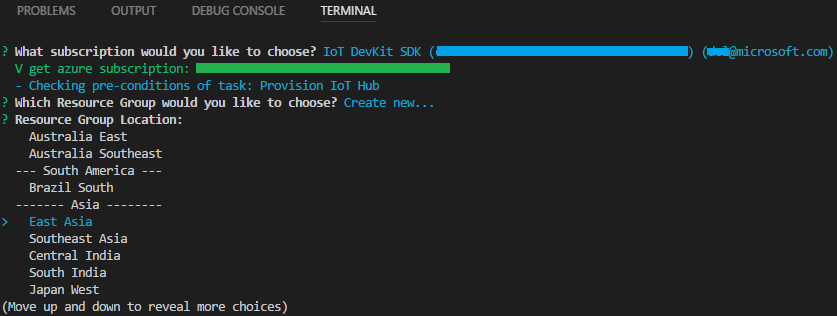 PROBLEMS OUTPUT DEBUG CONSOLE TERMINAL
? What subscription would you like to choose? IoT DevKit SDK ( ) ( @microsoft.com)
V get azure subscription:
- Checking pre-conditions of task: Provision IoT Hub
? Which Resource Group would you like to choose? Create new...
? Resource Group Location:
Australia East
Australia Southeast
--- South America ---
Brazil South
------- Asia --------
> East Asia
Southeast Asia
Central India
South India
Japan West
(Move up and down to reveal more choices)